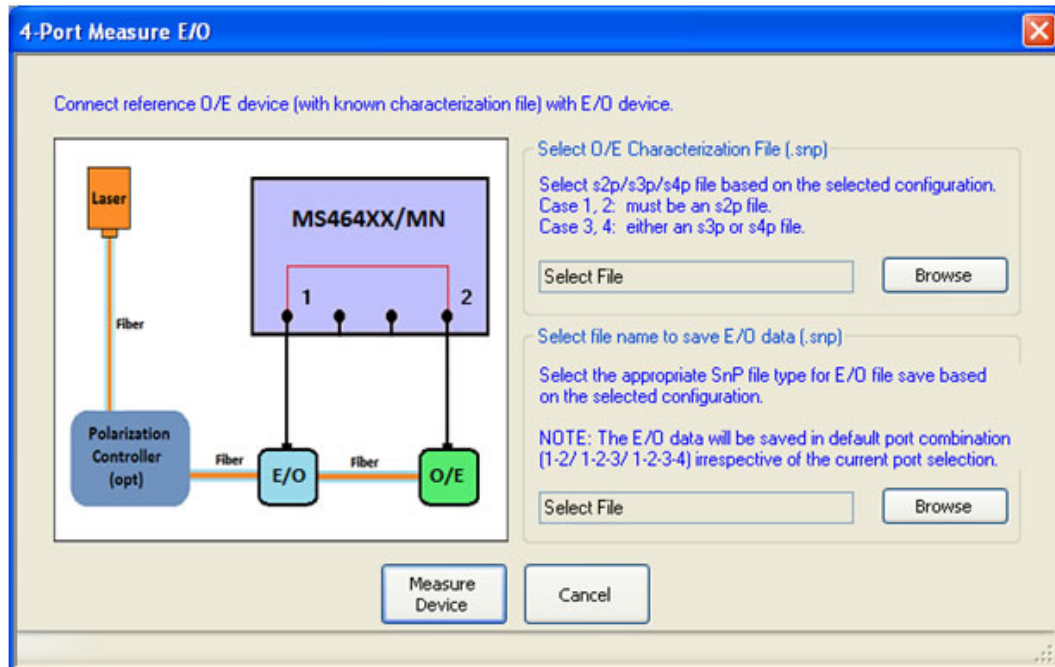 4-Port Measure E/O
Connect reference O/E device (with known characterization file) with E/O device.
Laser
Fiber
MS464XX/MN
1
2
Polarization
Controller
(opt)
Fiber
E/O
Fiber
O/E
Select O/E Characterization File (.snp)
Select s2p/s3p/s4p file based on the selected configuration.
Case 1, 2: must be an s2p file.
Case 3, 4: either an s3p or s4p file.
Select File
Browse
Select file name to save E/O data (.snp)
Select the appropriate SnP file type for E/O file save based
on the selected configuration.
NOTE: The E/O data will be saved in default port combination
(1-2/ 1-2-3/ 1-2-3-4) irrespective of the current port selection.
Select File
Browse
Measure
Device
Cancel